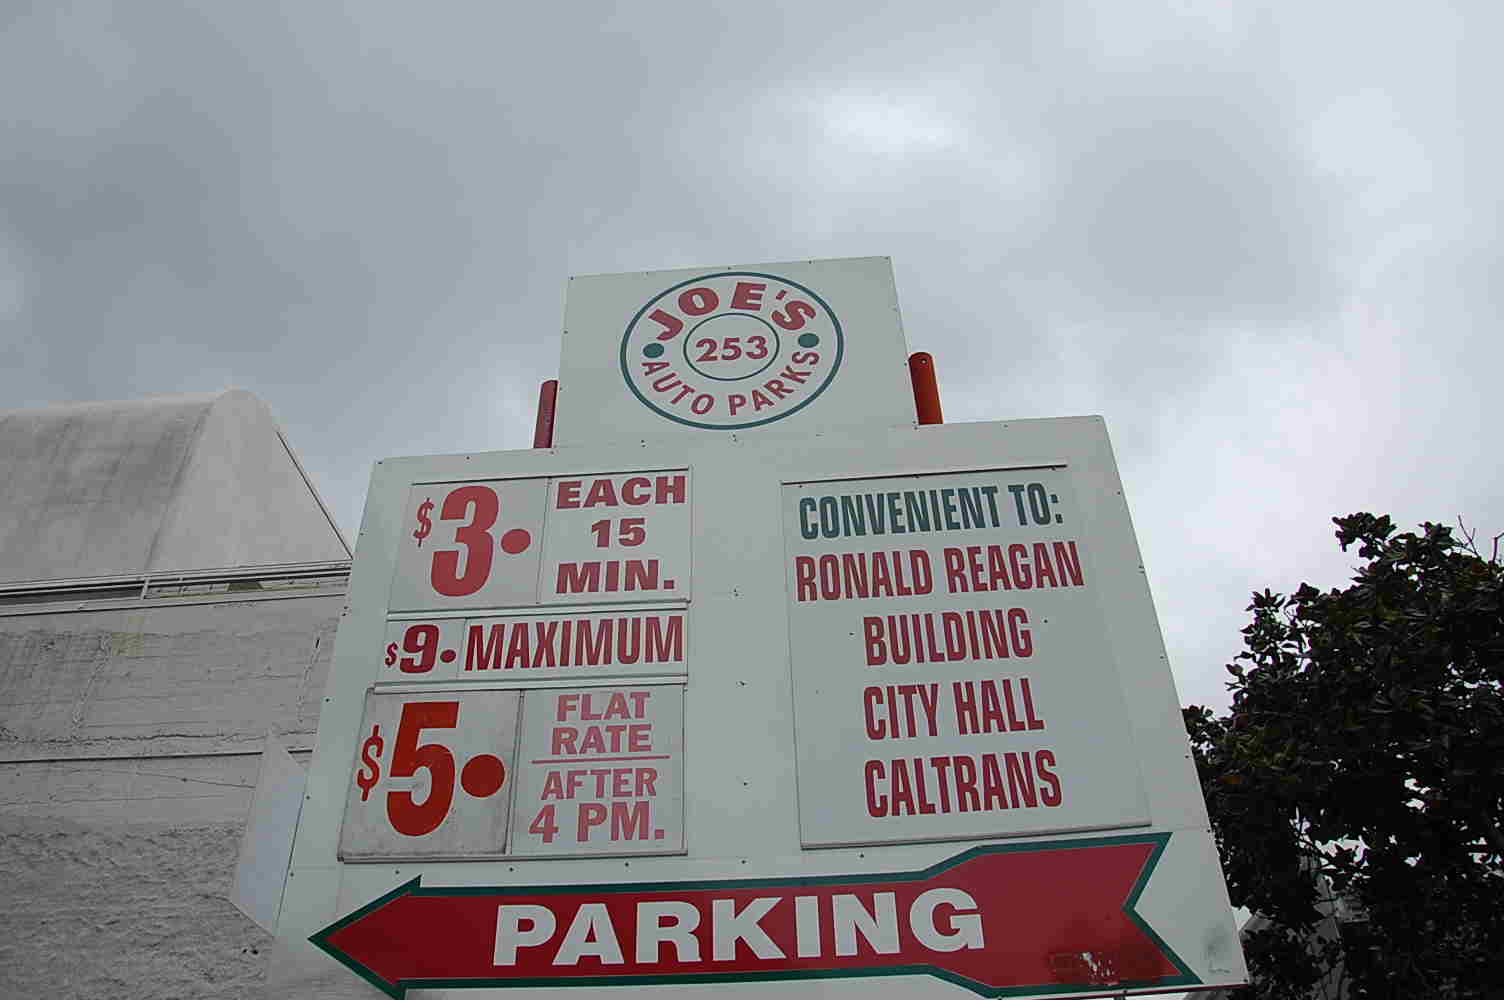 JOE'S
253
AUTO PARKS
$3.
EACH
15
MIN.
$9. MAXIMUM
$5.
FLAT
RATE
AFTER
4 PM.
CONVENIENT TO:
RONALD REAGAN
BUILDING
CITY HALL
CALTRANS
PARKING